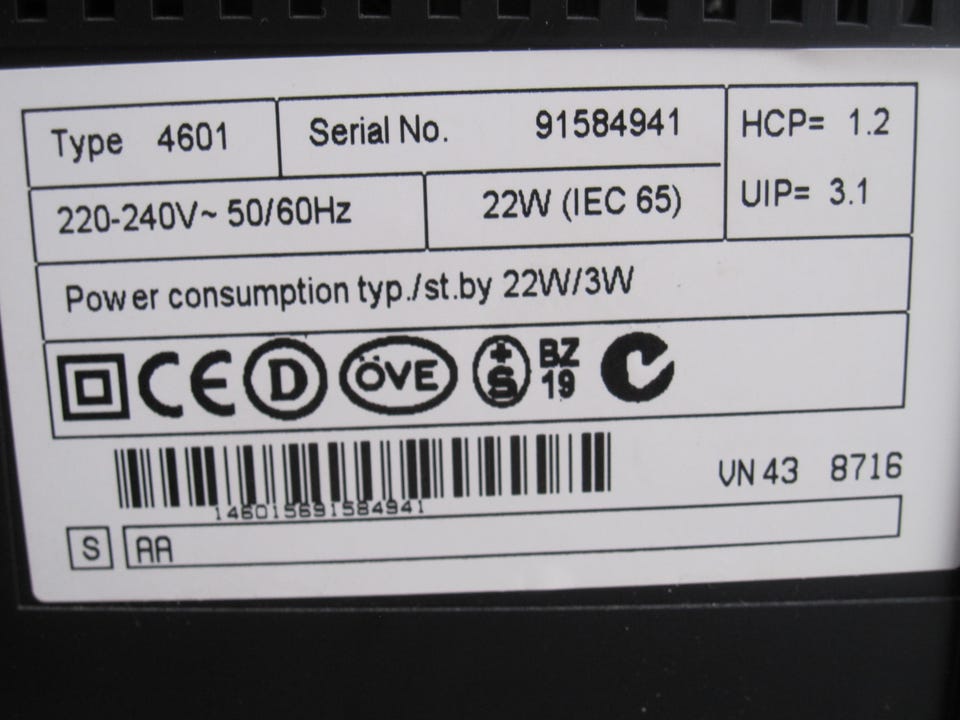 Type 4601 Serial No. 91584941 HCP= 1.2
220-240V~ 50/60Hz 22W (IEC 65) UIP= 3.1
Power consumption typ./st.by 22W/3W
CE D ÖVE +S BZ 19
14601569158494​1
VN 43 8716
S AA